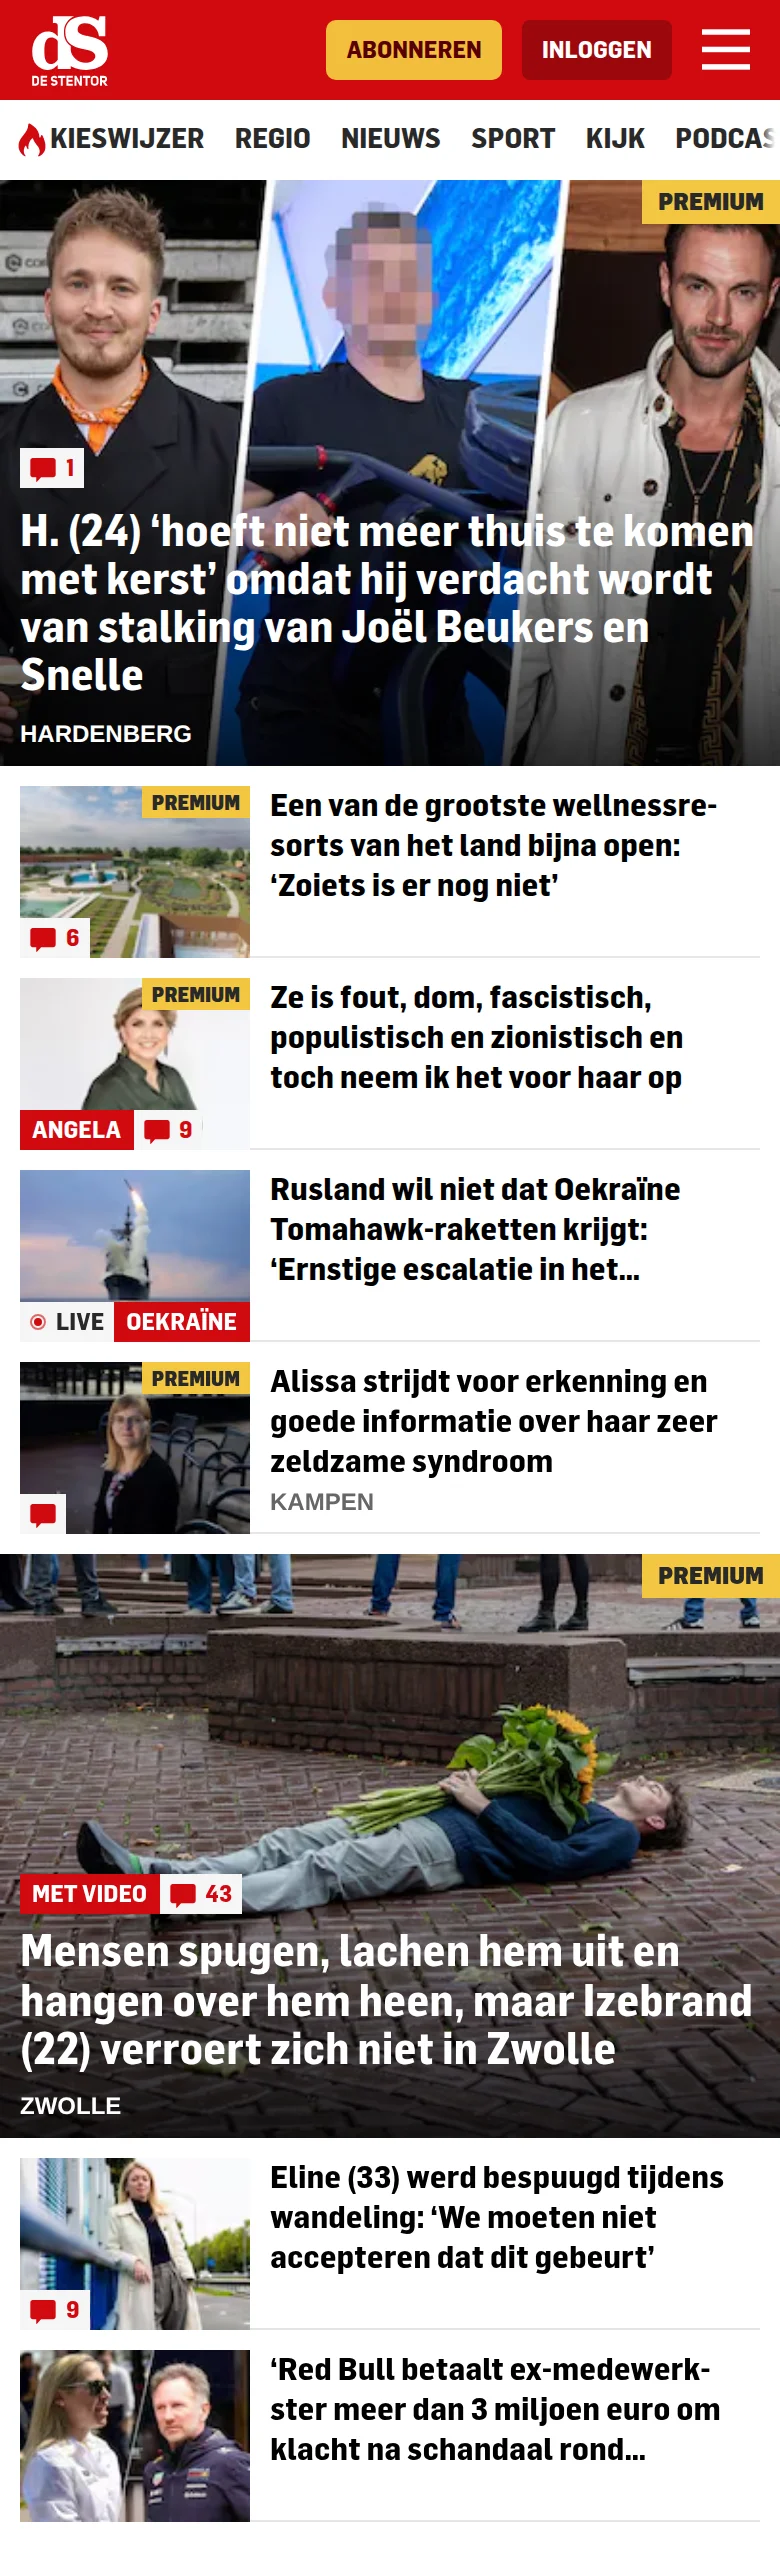 dS
DE STENTOR
ABONNEREN
INLOGGEN
KIESWIJZER REGIO NIEUWS SPORT KIJK PODCAS
PREMIUM
1
H. (24) ‘hoeft niet meer thuis te komen
met kerst’ omdat hij verdacht wordt
van stalking van Joël Beukers en
Snelle
HARDENBERG
PREMIUM
6
Een van de grootste wellnessre-
sorts van het land bijna open:
‘Zoiets is er nog niet’
PREMIUM
ANGELA 9
Ze is fout, dom, fascistisch,
populistisch en zionistisch en
toch neem ik het voor haar op
LIVE OEKRAÏNE
Rusland wil niet dat Oekraïne
Tomahawk-raketten krijgt:
‘Ernstige escalatie in het...
PREMIUM
Alissa strijdt voor erkenning en
goede informatie over haar zeer
zeldzame syndroom
KAMPEN
PREMIUM
MET VIDEO 43
Mensen spugen, lachen hem uit en
hangen over hem heen, maar Izebrand
(22) verroert zich niet in Zwolle
ZWOLLE
9
Eline (33) werd bespuugd tijdens
wandeling: ‘We moeten niet
accepteren dat dit gebeurt’
‘Red Bull betaalt ex-medewerk-
ster meer dan 3 miljoen euro om
klacht na schandaal rond...